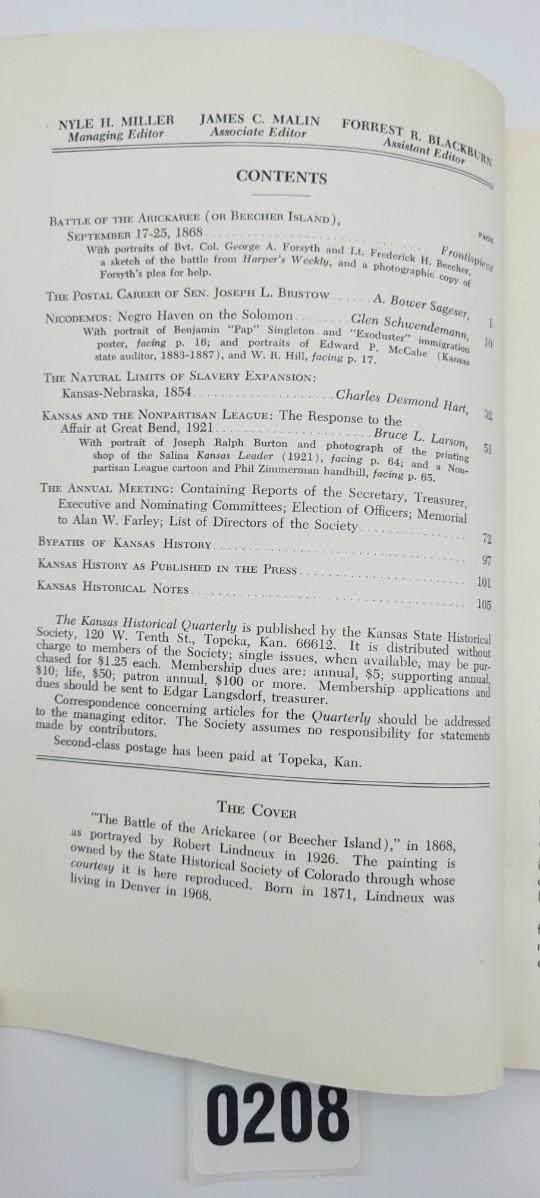 NYLE H. MILLER JAMES C. MALIN FORREST R. BLACKBURN
Managing Editor Associate Editor Assistant Editor
CONTENTS
PAGE
BATTLE OF THE ARICKAREE (OR BEECHER ISLAND),
SEPTEMBER 17-25, 1868 Frontispiece
With portraits of Bvt. Col. George A. Forsyth and Lt. Frederick H. Beecher,
a sketch of the battle from Harper's Weekly, and a photographic copy of
Forsyth's plea for help.
THE POSTAL CAREER OF SEN. JOSEPH L. BRISTOW A. Bower Sageser, 1
NICODEMUS: Negro Haven on the Solomon Glen Schwendemann, 10
With portrait of Benjamin "Pap" Singleton and "Exoduster" immigration
poster, facing p. 16; and portraits of Edward P. McCabe (Kansas
state auditor, 1883-1887), and W. R. Hill, facing p. 17.
THE NATURAL LIMITS OF SLAVERY EXPANSION:
Kansas-Nebraska, 1854 Charles Desmond Hart, 32
KANSAS AND THE NONPARTISAN LEAGUE: The Response to the
Affair at Great Bend, 1921 Bruce L. Larson, 51
With portrait of Joseph Ralph Burton and photograph of the printing
shop of the Salina Kansas Leader (1921), facing p. 64; and a Non-
partisan League cartoon and Phil Zimmerman handbill, facing p. 65.
THE ANNUAL MEETING: Containing Reports of the Secretary, Treasurer,
Executive and Nominating Committees; Election of Officers; Memorial
to Alan W. Farley; List of Directors of the Society 72
BYPATHS OF KANSAS HISTORY 97
KANSAS HISTORY AS PUBLISHED IN THE PRESS 101
KANSAS HISTORICAL NOTES 105
The Kansas Historical Quarterly is published by the Kansas State Historical
Society, 120 W. Tenth St., Topeka, Kan. 66612. It is distributed without
charge to members of the Society; single issues, when available, may be pur-
chased for $1.25 each. Membership dues are: annual, $5; supporting annual,
$10; life, $50; patron annual, $100 or more. Membership applications and
dues should be sent to Edgar Langsdorf, treasurer.
Correspondence concerning articles for the Quarterly should be addressed
to the managing editor. The Society assumes no responsibility for statements
made by contributors.
Second-class postage has been paid at Topeka, Kan.
THE COVER
"The Battle of the Arickaree (or Beecher Island)," in 1868,
as portrayed by Robert Lindneux in 1926. The painting is
owned by the State Historical Society of Colorado through whose
courtesy it is here reproduced. Born in 1871, Lindneux was
living in Denver in 1968.
0208